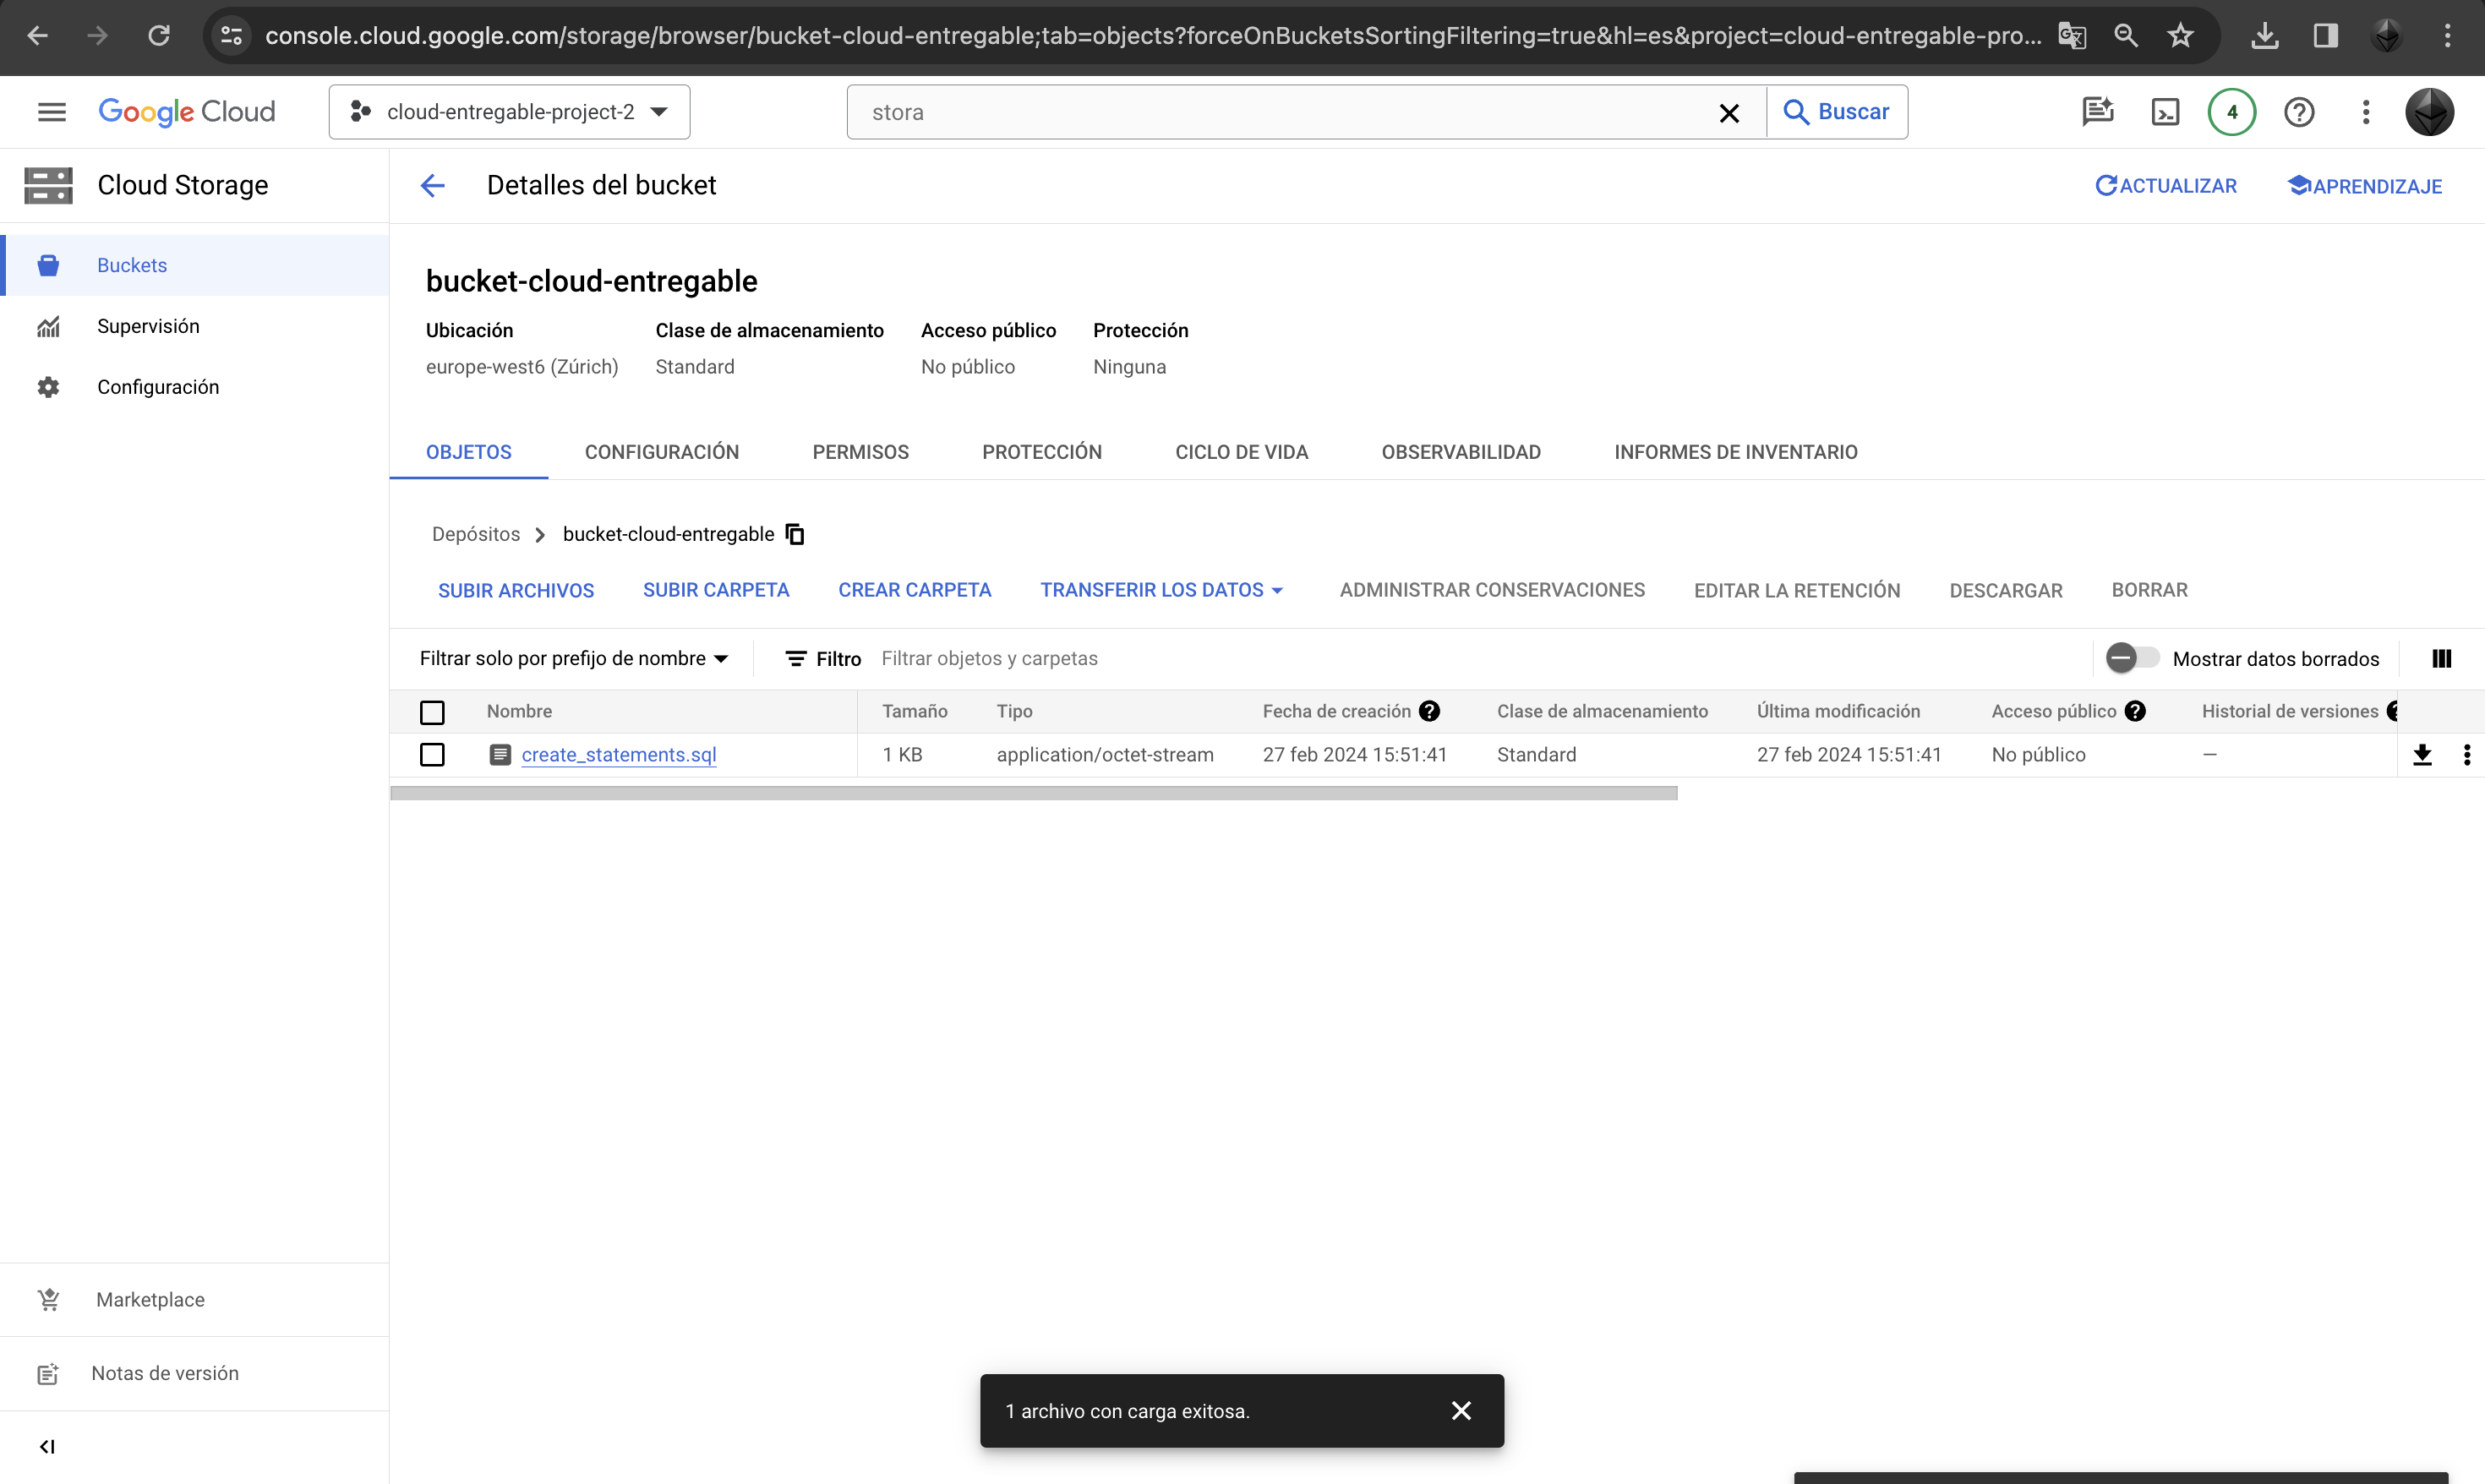 console.cloud.google.com/storage/browser/bucket-cloud-entregable;tab=objects?forceOnBucketsSortingFiltering=true&hl=es&project=cloud-entregable-pro...
Google Cloud
cloud-entregable-project-2
stora
Buscar
4
Cloud Storage
Detalles del bucket
ACTUALIZAR
APRENDIZAJE
Buckets
Supervisión
Configuración
bucket-cloud-entregable
Ubicación Clase de almacenamiento Acceso público Protección
europe-west6 (Zúrich) Standard No público Ninguna
OBJETOS CONFIGURACIÓN PERMISOS PROTECCIÓN CICLO DE VIDA OBSERVABILIDAD INFORMES DE INVENTARIO
Depósitos bucket-cloud-entregable
SUBIR ARCHIVOS SUBIR CARPETA CREAR CARPETA TRANSFERIR LOS DATOS ADMINISTRAR CONSERVACIONES EDITAR LA RETENCIÓN DESCARGAR BORRAR
Filtrar solo por prefijo de nombre Filtro Filtrar objetos y carpetas Mostrar datos borrados
Nombre Tamaño Tipo Fecha de creación Clase de almacenamiento Última modificación Acceso público Historial de versiones
create_statements.sql 1 KB application/octet-stream 27 feb 2024 15:51:41 Standard 27 feb 2024 15:51:41 No público —
Marketplace
Notas de versión
1 archivo con carga exitosa.